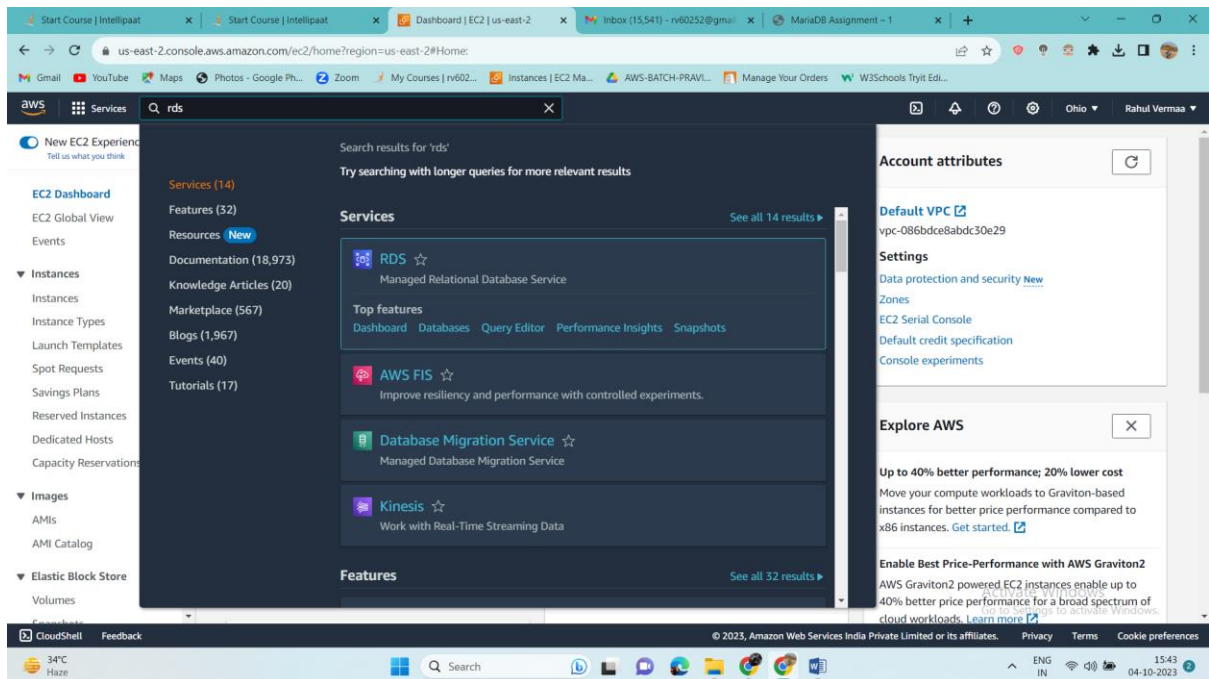 Start Course | Intellipaat
Start Course | Intellipaat
Dashboard | EC2 | us-east-2
Inbox (15,541) - rv60252@gmai
MariaDB Assignment – 1
us-east-2.console.aws.amazon.com/ec2/home?region=us-east-2#Home:
Gmail
YouTube
Maps
Photos - Google Ph...
Zoom
My Courses | rv602...
Instances | EC2 Ma...
AWS-BATCH-PRAVI...
Manage Your Orders
W3Schools Tryit Edi...
aws
Services
rds
Ohio
Rahul Vermaa
New EC2 Experienc
Tell us what you think
EC2 Dashboard
EC2 Global View
Events
Instances
Instances
Instance Types
Launch Templates
Spot Requests
Savings Plans
Reserved Instances
Dedicated Hosts
Capacity Reservations
Images
AMIs
AMI Catalog
Elastic Block Store
Volumes
Snapshots
Services (14)
Features (32)
Resources New
Documentation (18,973)
Knowledge Articles (20)
Marketplace (567)
Blogs (1,967)
Events (40)
Tutorials (17)
Search results for 'rds'
Try searching with longer queries for more relevant results
Services
See all 14 results
RDS
Managed Relational Database Service
Top features
Dashboard Databases Query Editor Performance Insights Snapshots
AWS FIS
Improve resiliency and performance with controlled experiments.
Database Migration Service
Managed Database Migration Service
Kinesis
Work with Real-Time Streaming Data
Features
See all 32 results
Account attributes
Default VPC
vpc-086bdce8abdc30e29
Settings
Data protection and security New
Zones
EC2 Serial Console
Default credit specification
Console experiments
Explore AWS
Up to 40% better performance; 20% lower cost
Move your compute workloads to Graviton-based
instances for better price performance compared to
x86 instances. Get started.
Enable Best Price-Performance with AWS Graviton2
AWS Graviton2 powered EC2 instances enable up to
40% better price performance for a broad spectrum of
cloud workloads. Learn more
Activate Windows
Go to Settings to activate Windows.
CloudShell
Feedback
© 2023, Amazon Web Services India Private Limited or its affiliates.
Privacy
Terms
Cookie preferences
34°C
Haze
Search
ENG
IN
15:43
04-10-2023
2